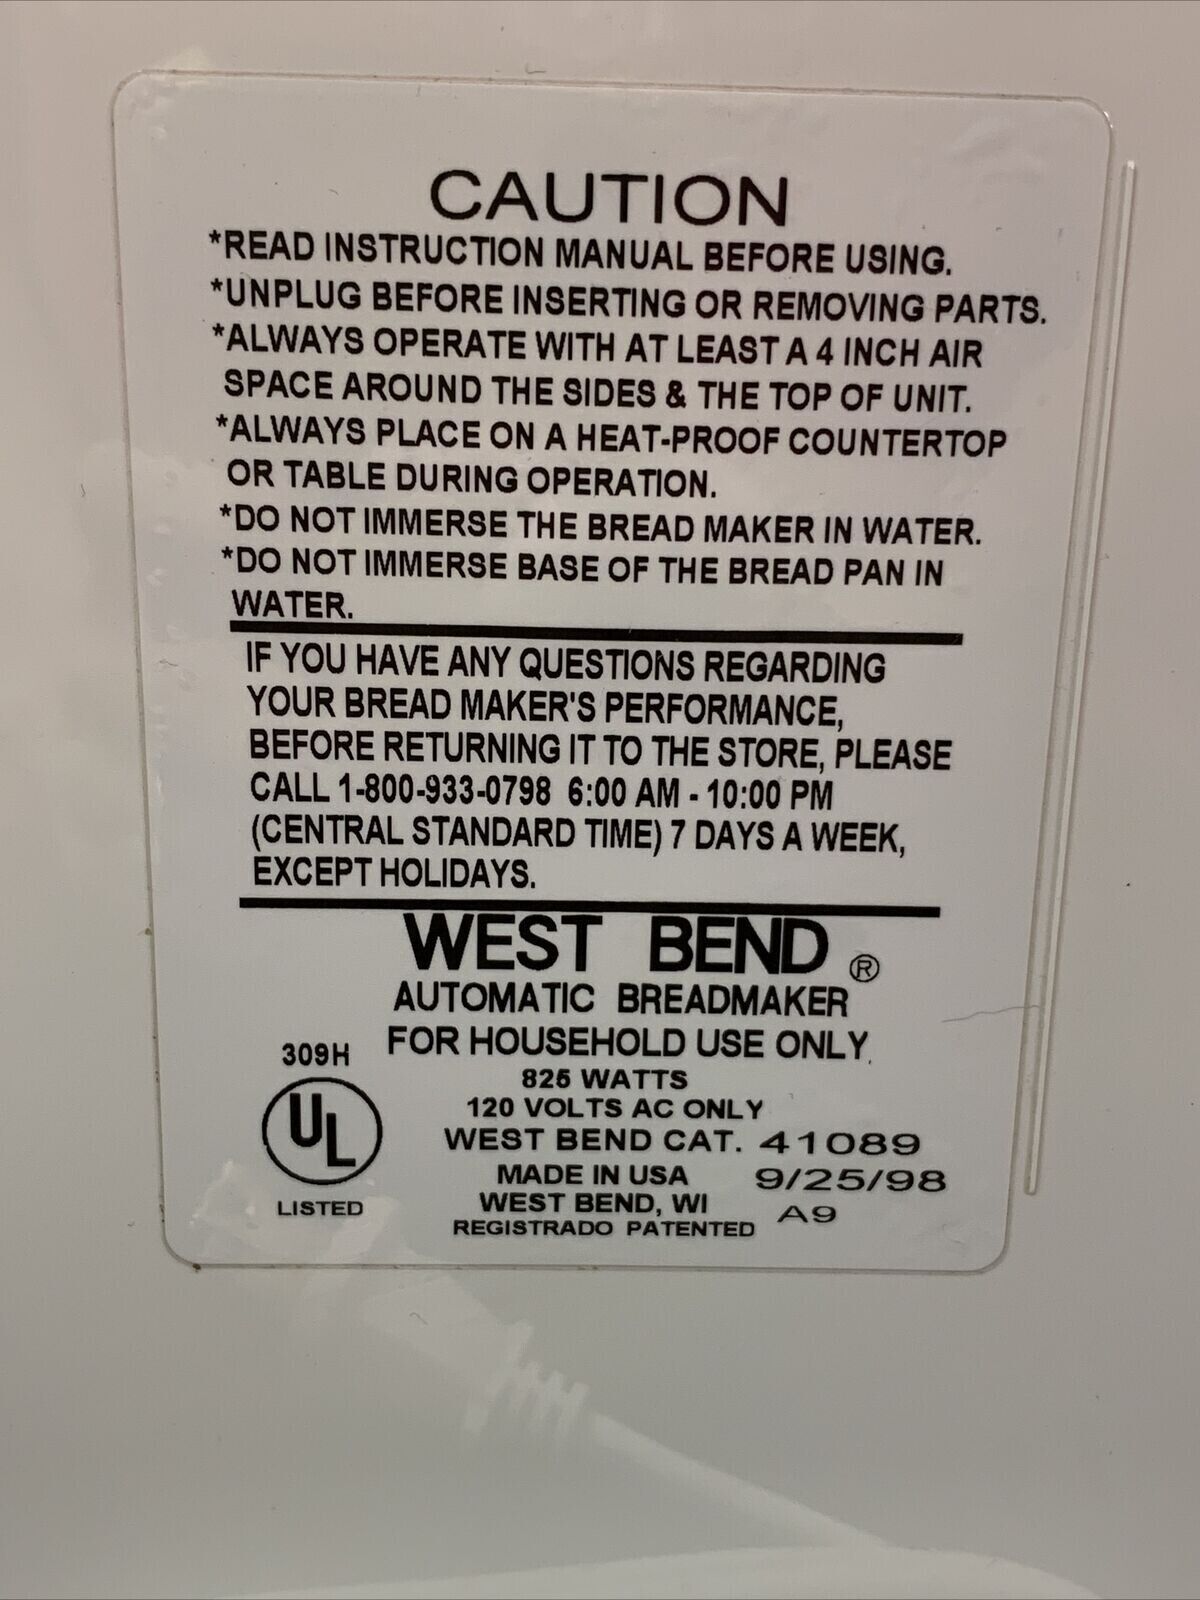 CAUTION
*READ INSTRUCTION MANUAL BEFORE USING.
*UNPLUG BEFORE INSERTING OR REMOVING PARTS.
*ALWAYS OPERATE WITH AT LEAST A 4 INCH AIR
SPACE AROUND THE SIDES & THE TOP OF UNIT.
*ALWAYS PLACE ON A HEAT-PROOF COUNTERTOP
OR TABLE DURING OPERATION.
*DO NOT IMMERSE THE BREAD MAKER IN WATER.
*DO NOT IMMERSE BASE OF THE BREAD PAN IN
WATER.
IF YOU HAVE ANY QUESTIONS REGARDING
YOUR BREAD MAKER'S PERFORMANCE,
BEFORE RETURNING IT TO THE STORE, PLEASE
CALL 1-800-933-0798 6:00 AM - 10:00 PM
(CENTRAL STANDARD TIME) 7 DAYS A WEEK,
EXCEPT HOLIDAYS.
WEST BEND ®
AUTOMATIC BREADMAKER
FOR HOUSEHOLD USE ONLY.
309H
UL
LISTED
825 WATTS
120 VOLTS AC ONLY
WEST BEND CAT. 41089
MADE IN USA 9/25/98
WEST BEND, WI A9
REGISTRADO PATENTED